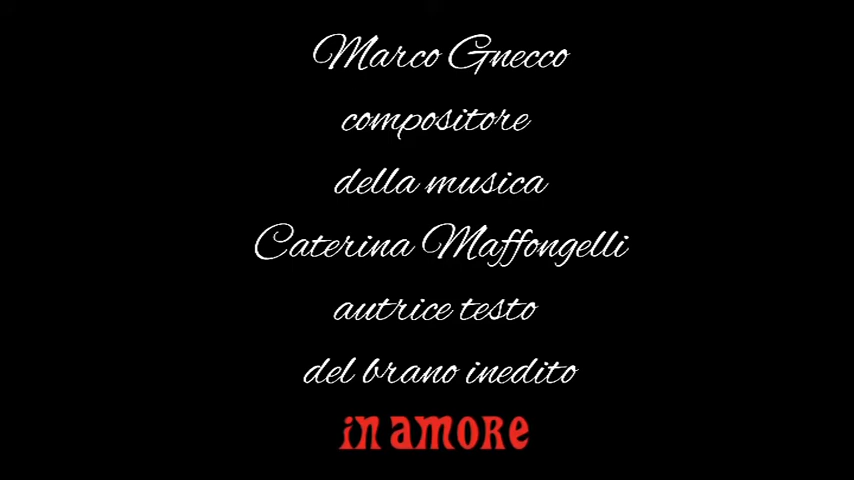 Marco Gnecco
compositore
della musica
Caterina Maffongelli
autrice testo
del brano inedito
in amore